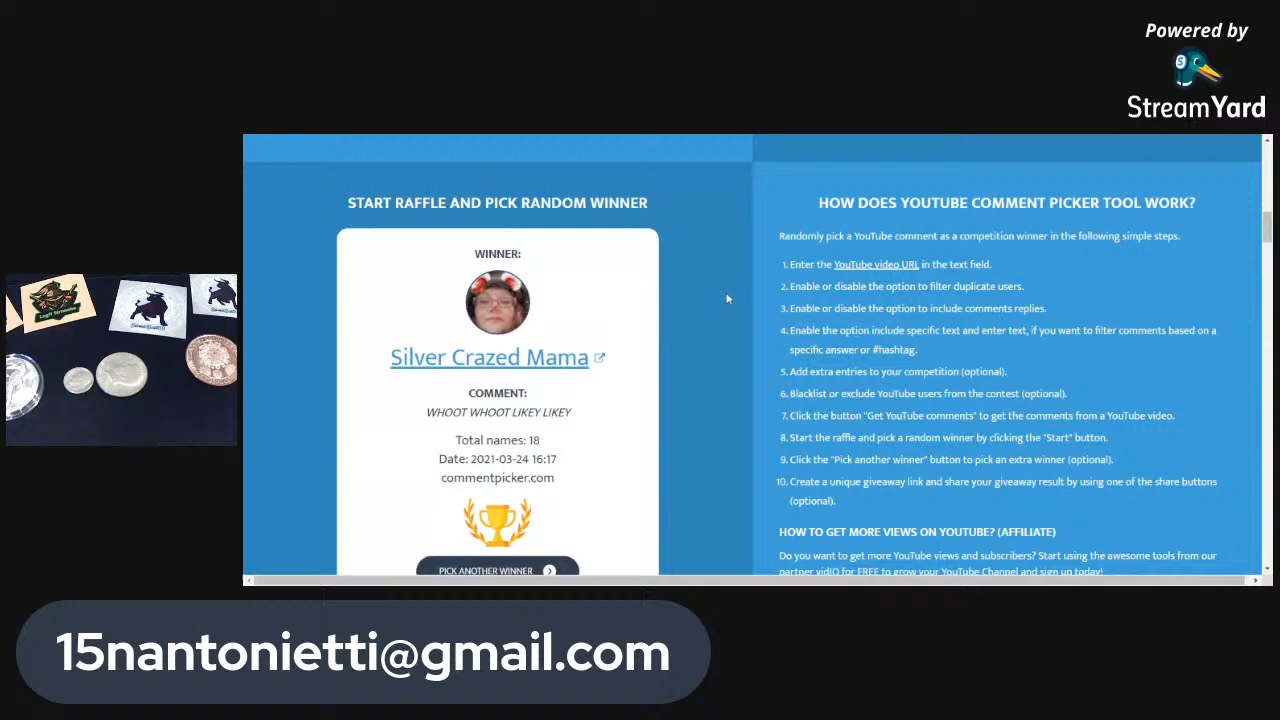 Powered by
StreamYard
START RAFFLE AND PICK RANDOM WINNER
WINNER:
Silver Crazed Mama
COMMENT:
WHOOT WHOOT LIKEY LIKEY
Total names: 18
Date: 2021-03-24 16:17
commentpicker.com
PICK ANOTHER WINNER
HOW DOES YOUTUBE COMMENT PICKER TOOL WORK?
Randomly pick a YouTube comment as a competition winner in the following simple steps.
1. Enter the YouTube video URL in the text field.
2. Enable or disable the option to filter duplicate users.
3. Enable or disable the option to include comments replies.
4. Enable the option include specific text and enter text, if you want to filter comments based on a
specific answer or #hashtag.
5. Add extra entries to your competition (optional).
6. Blacklist or exclude YouTube users from the contest (optional).
7. Click the button "Get YouTube comments" to get the comments from a YouTube video.
8. Start the raffle and pick a random winner by clicking the "Start" button.
9. Click the "Pick another winner" button to pick an extra winner (optional).
10. Create a unique giveaway link and share your giveaway result by using one of the share buttons
(optional).
HOW TO GET MORE VIEWS ON YOUTUBE? (AFFILIATE)
Do you want to get more YouTube views and subscribers? Start using the awesome tools from our
partner vidIQ for FREE to grow your YouTube Channel and sign up today!
15nantonietti@gmail.com